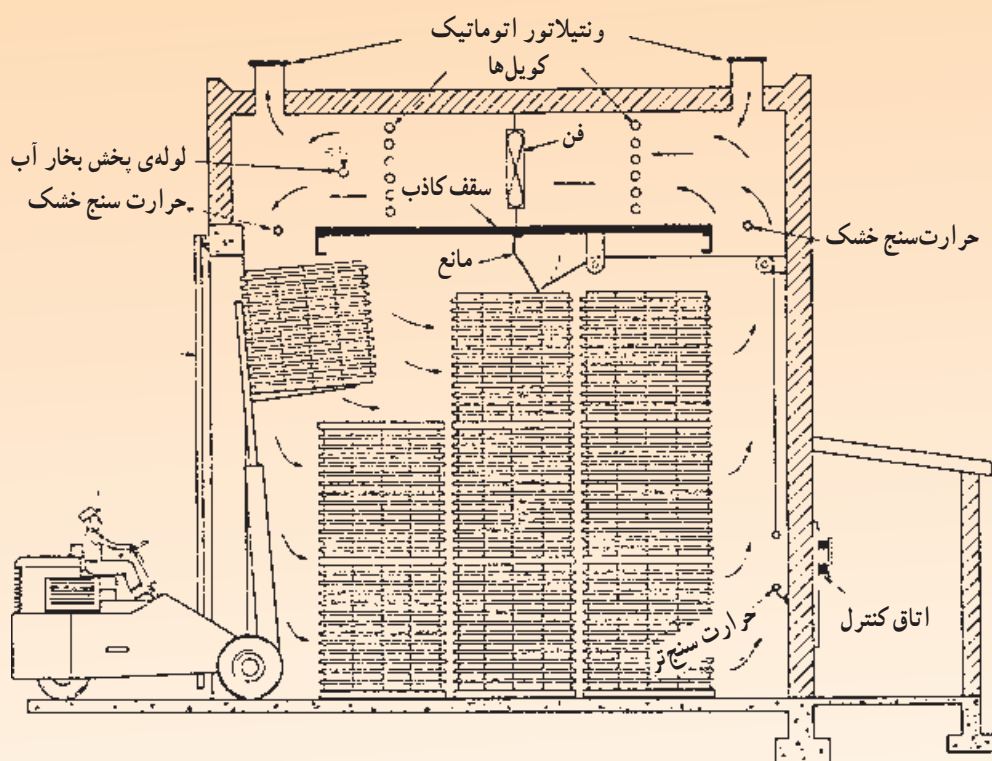 ونتیلاتور اتوماتیک
کویل‌ها
فن
لوله‌ی پخش بخار آب
سقف کاذب
حرارت سنج خشک
حرارت‌سنج خشک
مانع
اتاق کنترل
حرارت سنج تر